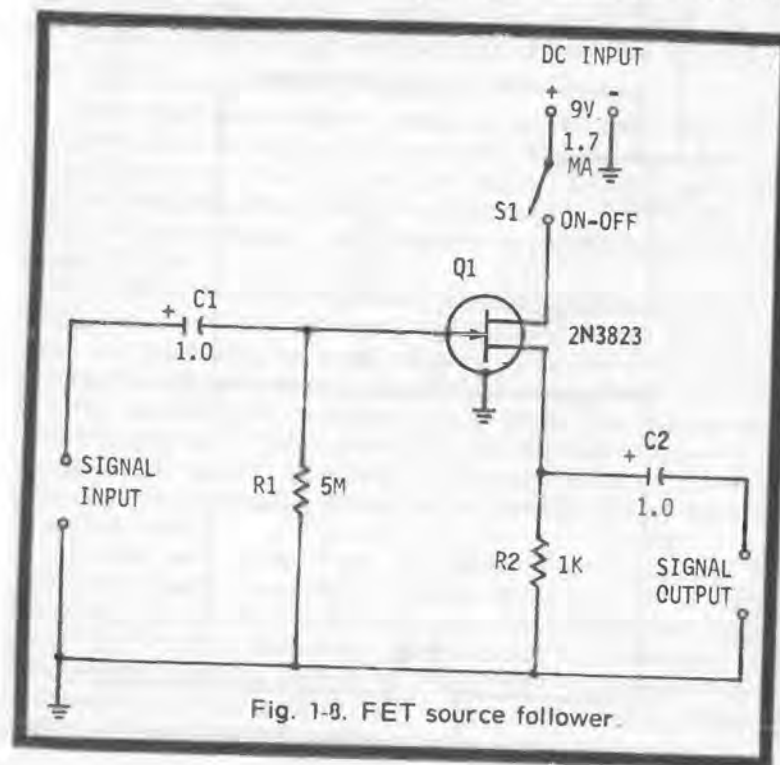 DC INPUT
+ 9V -
1.7
MA
S1 ON-OFF
Q1
+ C1
1.0
2N3823
SIGNAL
INPUT
R1 5M
+ C2
1.0
R2 1K
SIGNAL
OUTPUT
Fig. 1-8. FET source follower.